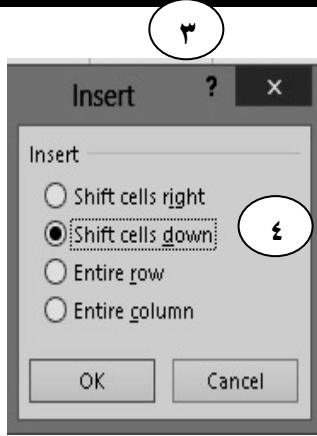 ٣
Insert ? ×
Insert
Shift cells right
Shift cells down ٤
Entire row
Entire column
OK Cancel